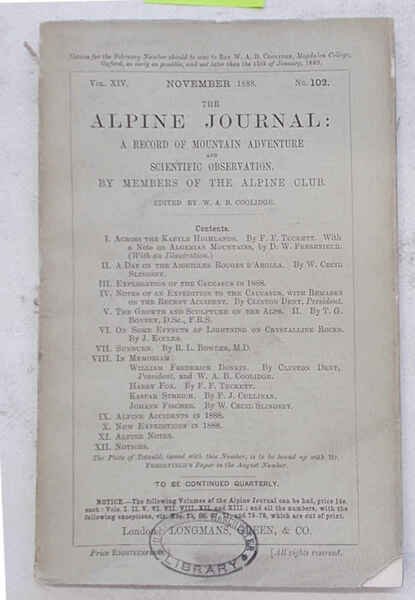 Notices for the February Number should be sent to Rev W. A. B. Coolidge, Magdalen College,
Oxford, as early as possible, and not later than the 15th of January, 1889.
Vol. XIV. NOVEMBER 1888. No. 102.
THE
ALPINE JOURNAL:
A RECORD OF MOUNTAIN ADVENTURE
AND
SCIENTIFIC OBSERVATION.
BY MEMBERS OF THE ALPINE CLUB.
EDITED BY W. A. B. COOLIDGE.
Contents.
I. Across the Kabyle Highlands. By F. F. Tuckett. With
a Note on Algerian Mountains, by D. W. Freshfield.
(With an Illustration.)
II. A Day on the Aiguilles Rouges d'Arolla. By W. Cecil
Slingsby.
III. Exploration of the Caucasus in 1888.
IV. Notes of an Expedition to the Caucasus, with Remarks
on the Recent Accident. By Clinton Dent, President.
V. The Growth and Sculpture of the Alps. II. By T. G.
Bonney, D.Sc., F.R.S.
VI. On Some Effects of Lightning on Crystalline Rocks.
By J. Eccles.
VII. Sunburn. By R. L. Bowles, M.D.
VIII. In Memoriam:
William Frederick Donkin. By Clinton Dent,
President, and W. A. B. Coolidge.
Harry Fox. By F. F. Tuckett.
Kaspar Streich. By F. J. Cullinan.
Johann Fischer. By W. Cecil Slingsby.
IX. Alpine Accidents in 1888.
X. New Expeditions in 1888.
XI. Alpine Notes.
XII. Notices.
The Plate of Tetnuld, issued with this Number, is to be bound up with Mr.
Freshfield's Paper in the August Number.
TO BE CONTINUED QUARTERLY.
NOTICE.—The following Volumes of the Alpine Journal can be had, price
each: Vols. I. II. V. VI. VII. VIII. XII. and XIII.; and all the numbers, with the
following exceptions, viz. Nos. and 75-78, which are out of print.
London: LONGMANS, GREEN, & CO.
Price [All rights reserved.
LIBRARY